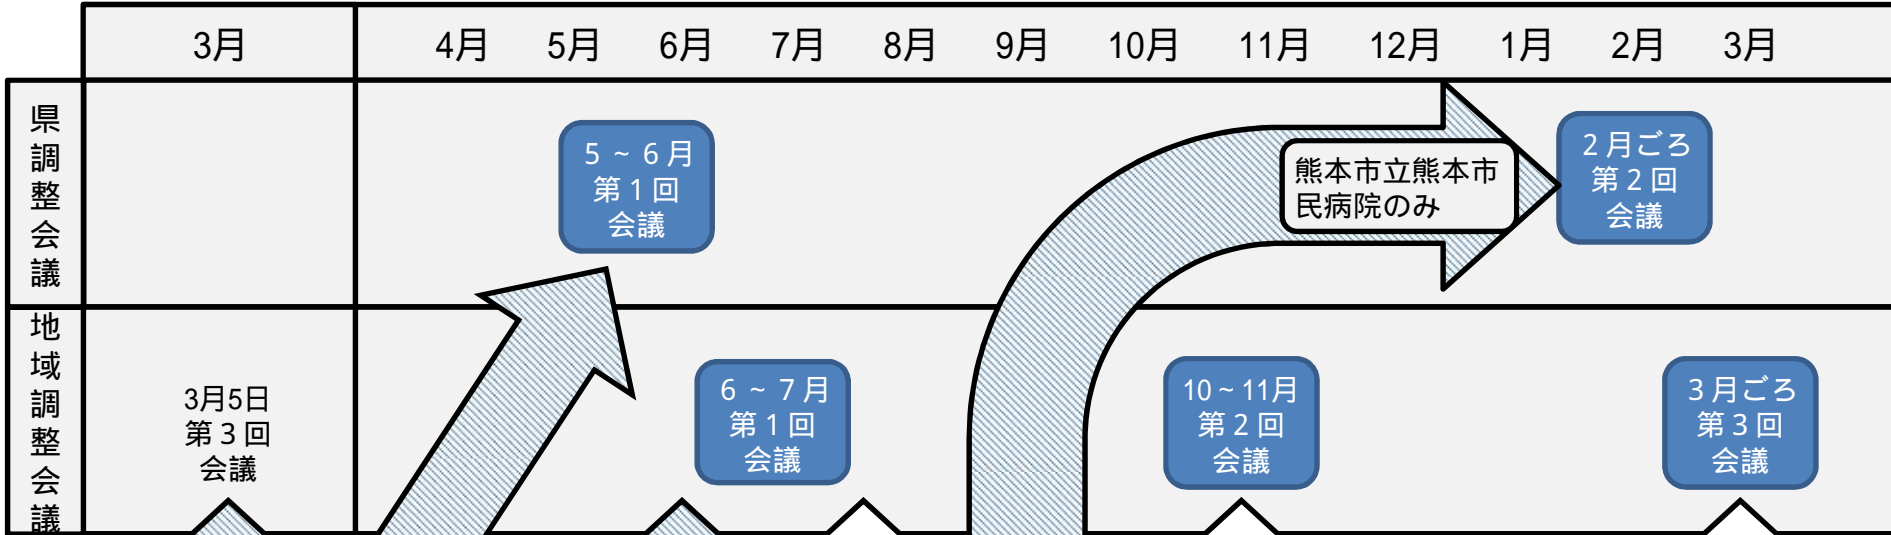 3月 4月 5月 6月 7月 8月 9月 10月 11月 12月 1月 2月 3月
県調整会議
5 ~ 6 月
第 1 回
会議
熊本市立熊本市
民病院のみ
2 月ごろ
第 2 回
会議
地域調整会議
3月5日
第 3 回
会議
6 ~ 7 月
第 1 回
会議
10 ~ 11月
第 2 回
会議
3 月ごろ
第 3 回
会議